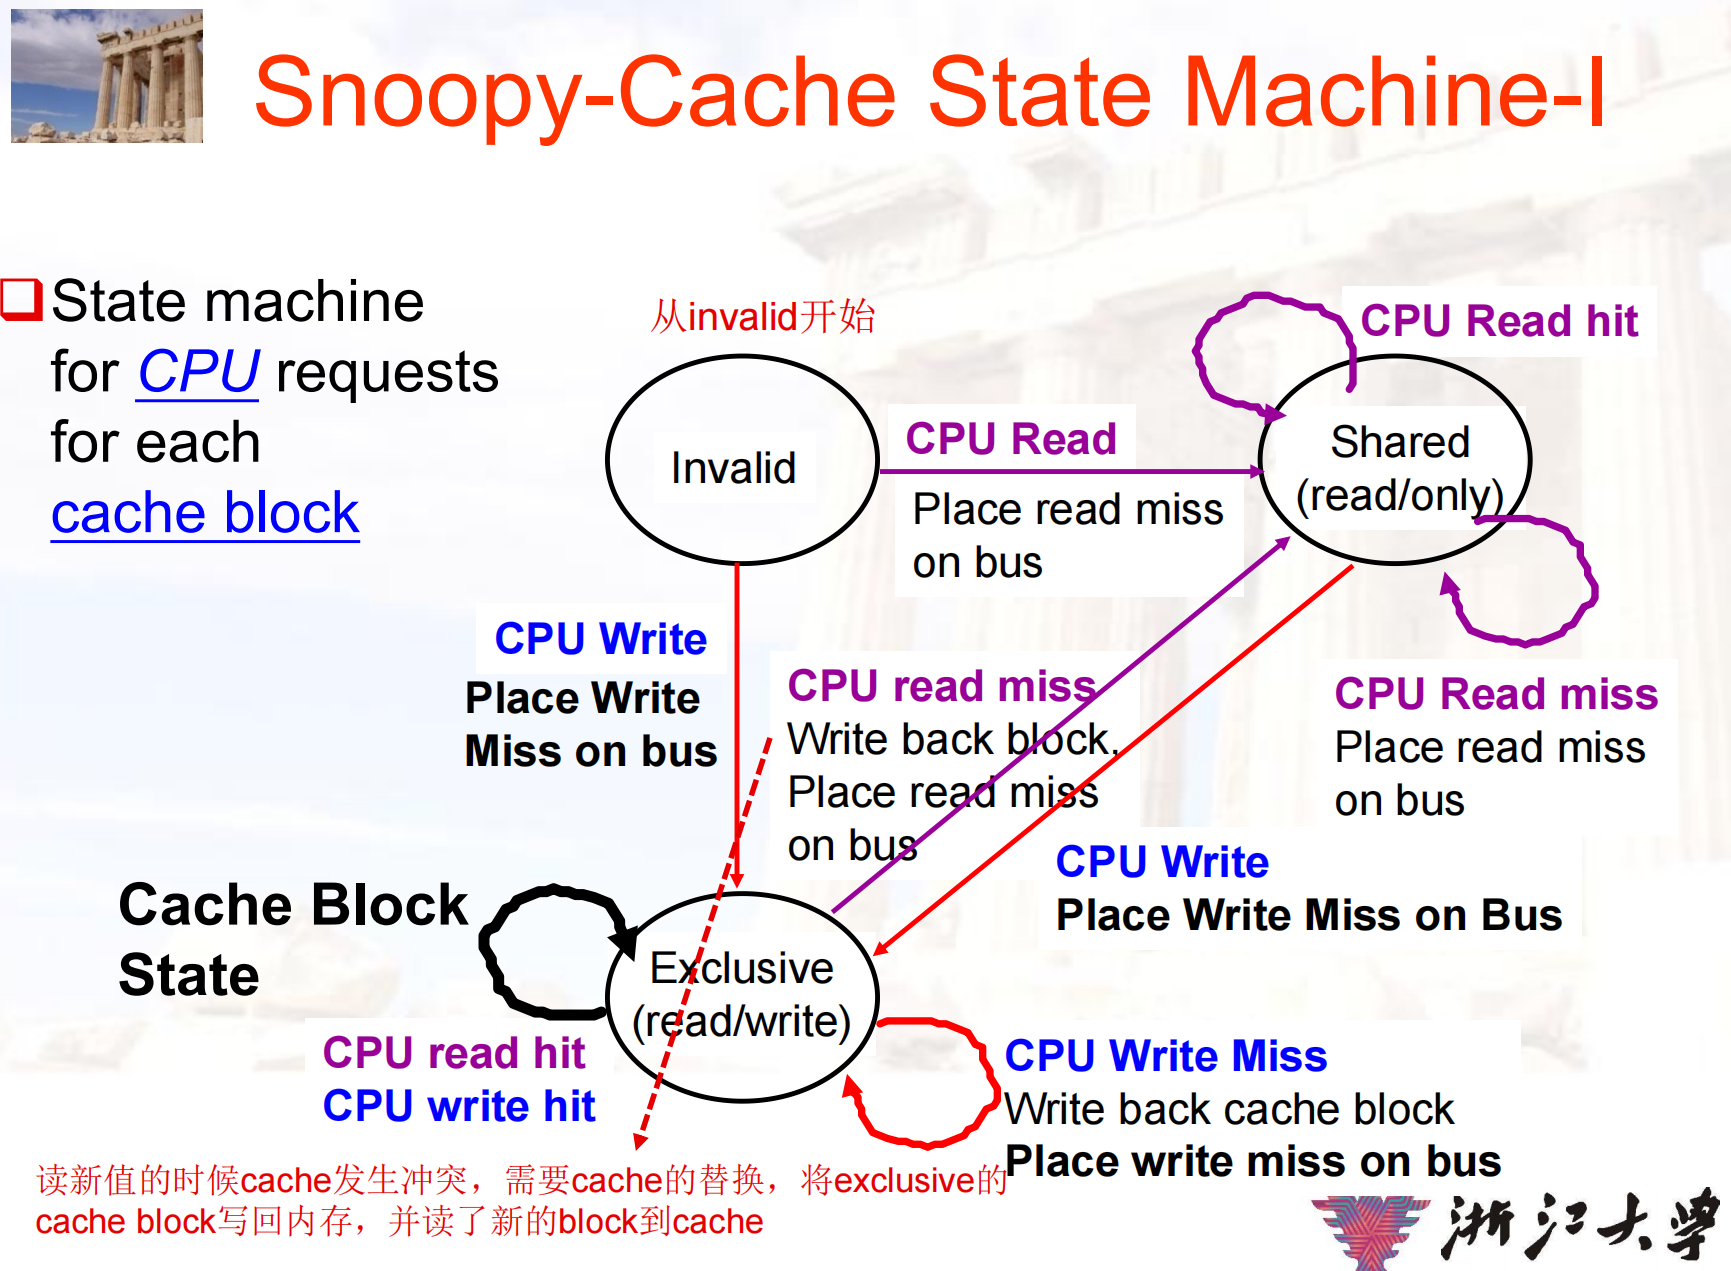 Snoopy-Cache State Machine-I
State machine
for CPU requests
for each
cache block
从invalid开始
Invalid
CPU Read
Place read miss
on bus
CPU Read hit
Shared
(read/only)
CPU Write
Place Write
Miss on bus
CPU read miss
Write back block,
Place read miss
on bus
CPU Read miss
Place read miss
on bus
CPU Write
Place Write Miss on Bus
Cache Block
State
Exclusive
(read/write)
CPU read hit
CPU write hit
CPU Write Miss
Write back cache block
Place write miss on bus
读新值的时候cache发生冲突，需要cache的替换，将exclusive的
cache block写回内存，并读了新的block到cache
浙江大学